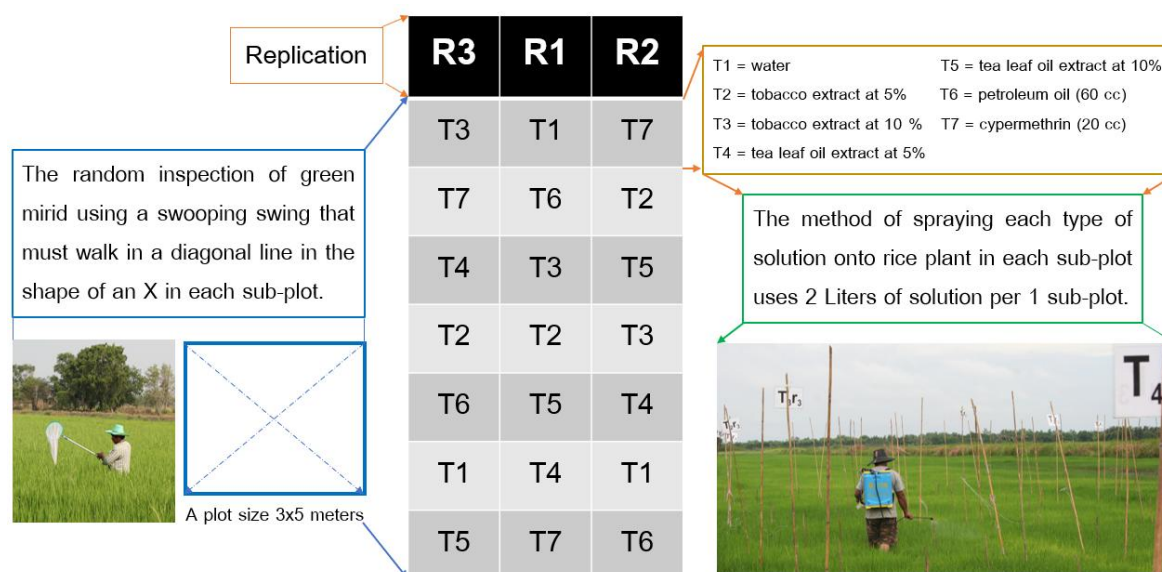 Replication
R3 R1 R2
T3 T1 T7
T7 T6 T2
T4 T3 T5
T2 T2 T3
T6 T5 T4
T1 T4 T1
T5 T7 T6
T1 = water
T2 = tobacco extract at 5%
T3 = tobacco extract at 10 %
T4 = tea leaf oil extract at 5%
T5 = tea leaf oil extract at 10%
T6 = petroleum oil (60 cc)
T7 = cypermethrin (20 cc)
The random inspection of green
mirid using a swooping swing that
must walk in a diagonal line in the
shape of an X in each sub-plot.
A plot size 3x5 meters
The method of spraying each type of
solution onto rice plant in each sub-plot
uses 2 Liters of solution per 1 sub-plot.
T4